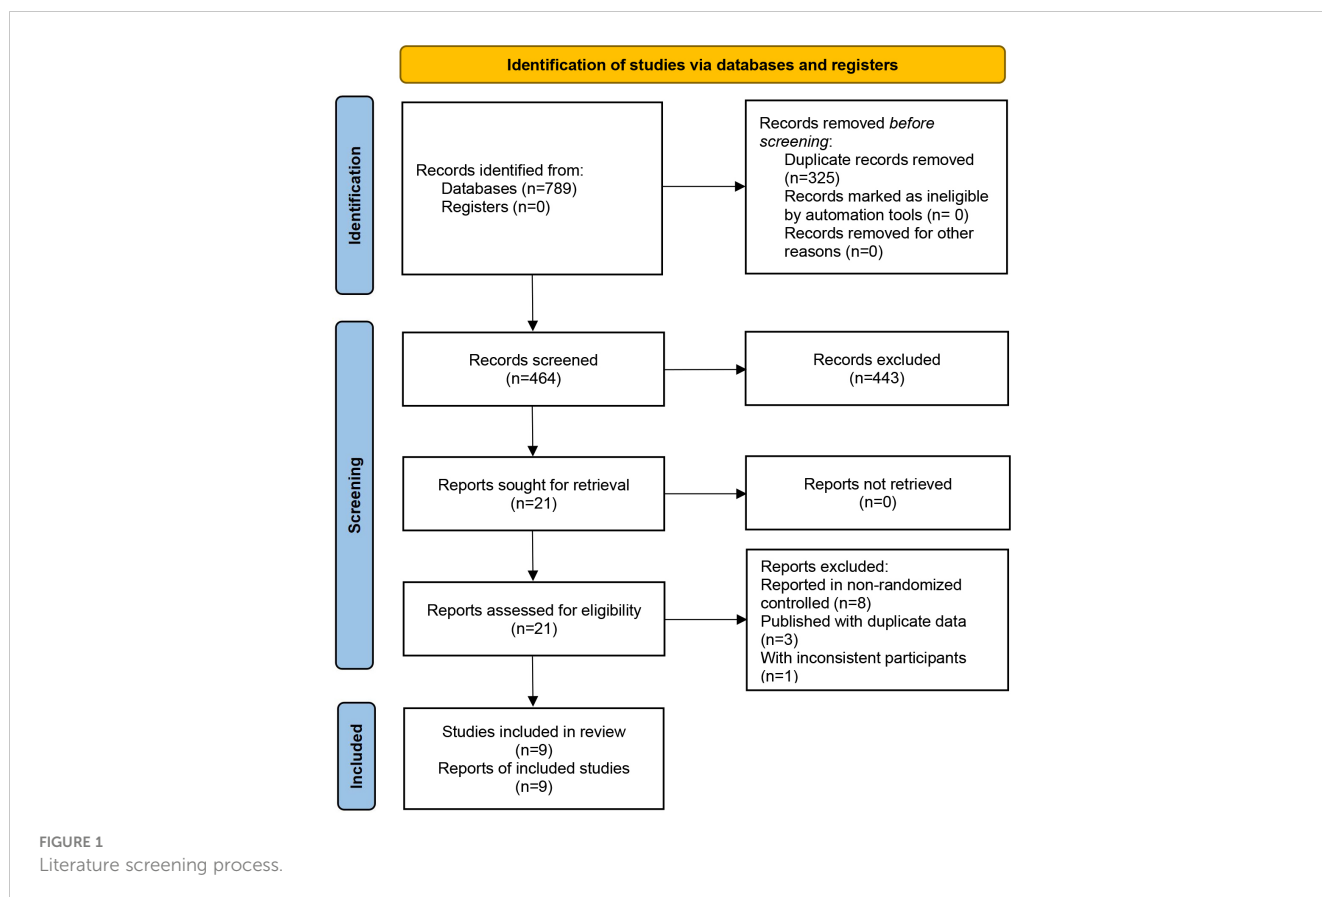 Identification of studies via databases and registers
Identification
Records identified from:
Databases (n=789)
Registers (n=0)
Records removed before
screening:
Duplicate records removed
(n=325)
Records marked as ineligible
by automation tools (n= 0)
Records removed for other
reasons (n=0)
Screening
Records screened
(n=464)
Records excluded
(n=443)
Reports sought for retrieval
(n=21)
Reports not retrieved
(n=0)
Reports assessed for eligibility
(n=21)
Reports excluded:
Reported in non-randomized
controlled (n=8)
Published with duplicate data
(n=3)
With inconsistent participants
(n=1)
Included
Studies included in review
(n=9)
Reports of included studies
(n=9)
FIGURE 1
Literature screening process.